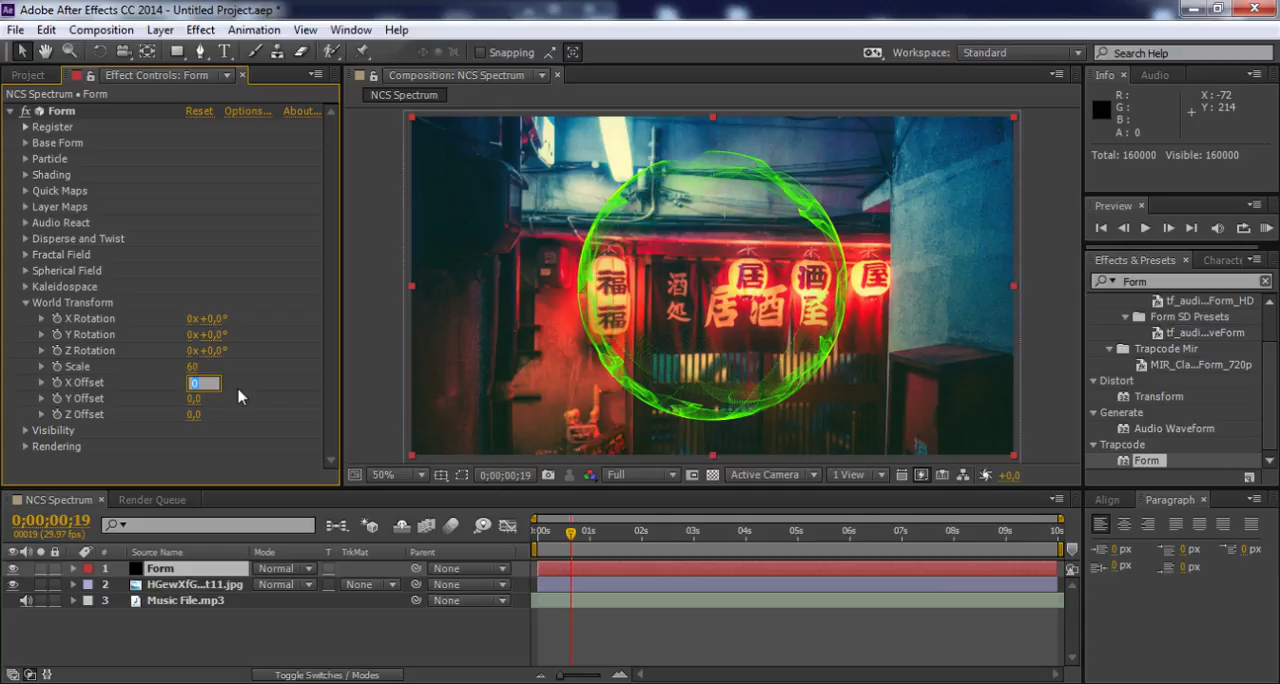 Adobe After Effects CC 2014 - Untitled Project.aep *
File Edit Composition Layer Effect Animation View Window Help
Snapping
Workspace: Standard
Search Help
Project
Effect Controls: Form
NCS Spectrum • Form
fx Form Reset Options... About...
Register
Base Form
Particle
Shading
Quick Maps
Layer Maps
Audio React
Disperse and Twist
Fractal Field
Spherical Field
Kaleidospace
World Transform
X Rotation 0x+0,0°
Y Rotation 0x+0,0°
Z Rotation 0x+0,0°
Scale 60
X Offset 0
Y Offset 0,0
Z Offset 0,0
Visibility
Rendering
Composition: NCS Spectrum
NCS Spectrum
福福
酒処
居酒屋
居酒屋
50% 0;00;00;19 Full Active Camera 1 View +0,0
Info Audio
R :
G :
B :
A : 0
X : -72
Y : 214
Total: 160000 Visible: 160000
Preview
Effects & Presets Characte
Form
tf_audi...Form_HD
Form SD Presets
tf_audi...veForm
Trapcode Mir
MIR_Cla...Form_720p
Distort
Transform
Generate
Audio Waveform
Trapcode
Form
NCS Spectrum Render Queue
0;00;00;19
00019 (29.97 fps)
:00s 01s 02s 03s 04s 05s 06s 07s 08s 09s 10s
# Source Name Mode T TrkMat Parent
1 Form Normal None
2 HGewXfG...t11.jpg Normal None None
3 Music File.mp3 None
Toggle Switches / Modes
Align Paragraph
0 px 0 px 0 px
0 px 0 px